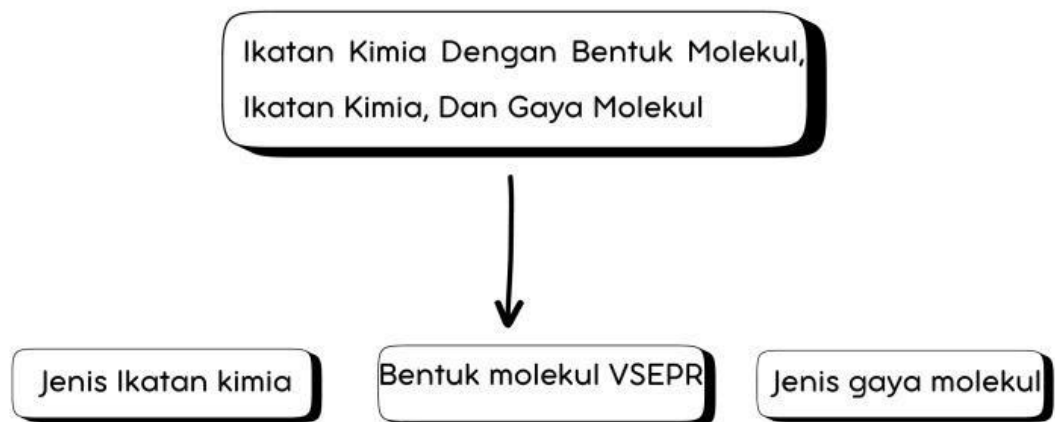 Ikatan Kimia Dengan Bentuk Molekul,
Ikatan Kimia, Dan Gaya Molekul
Jenis Ikatan kimia
Bentuk molekul VSEPR
Jenis gaya molekul